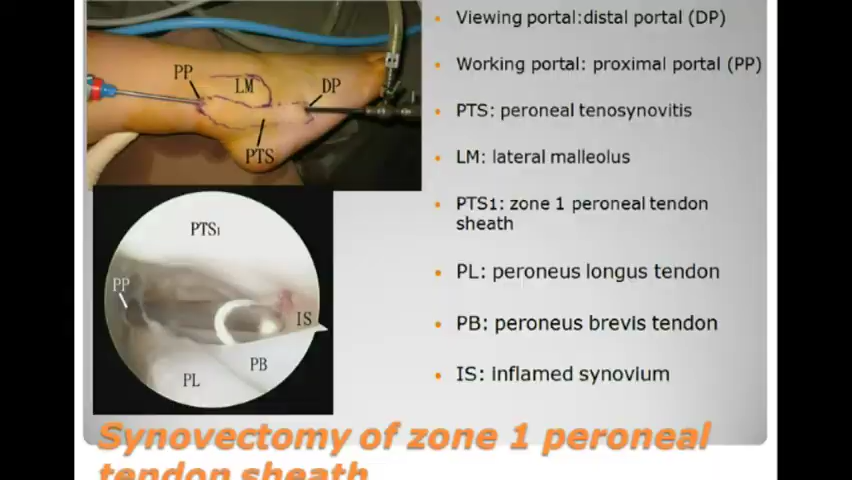 PP
LM
DP
PTS
PTS1
PP
IS
PB
PL
Viewing portal:distal portal (DP)
Working portal: proximal portal (PP)
PTS: peroneal tenosynovitis
LM: lateral malleolus
PTS1: zone 1 peroneal tendon
sheath
PL: peroneus longus tendon
PB: peroneus brevis tendon
IS: inflamed synovium
Synovectomy of zone 1 peroneal
tendon sheath